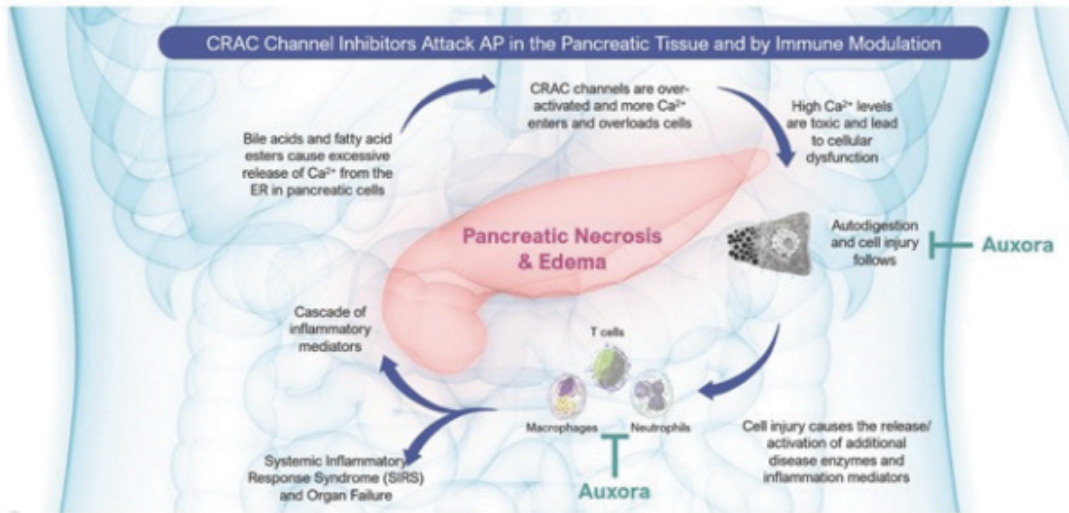 CRAC Channel Inhibitors Attack AP in the Pancreatic Tissue and by Immune Modulation
Bile acids and fatty acid
esters cause excessive
release of Ca²⁺ from the
ER in pancreatic cells
CRAC channels are over-
activated and more Ca²⁺
enters and overloads cells
High Ca²⁺ levels
are toxic and lead
to cellular
dysfunction
Pancreatic Necrosis
& Edema
Autodigestion
and cell injury
follows
Auxora
Cascade of
inflammatory
mediators
T cells
Macrophages
Neutrophils
Auxora
Cell injury causes the release/
activation of additional
disease enzymes and
inflammation mediators
Systemic Inflammatory
Response Syndrome (SIRS)
and Organ Failure